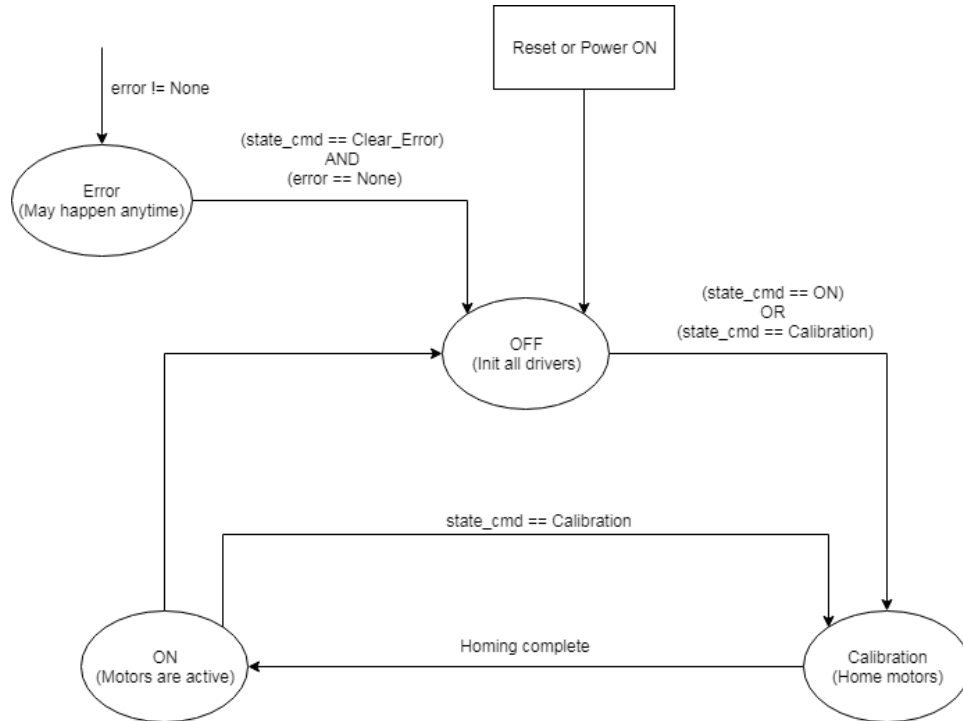 Reset or Power ON
error != None
(state_cmd == Clear_Error)
AND
(error == None)
Error
(May happen anytime)
(state_cmd == ON)
OR
(state_cmd == Calibration)
OFF
(Init all drivers)
state_cmd == Calibration
Homing complete
ON
(Motors are active)
Calibration
(Home motors)